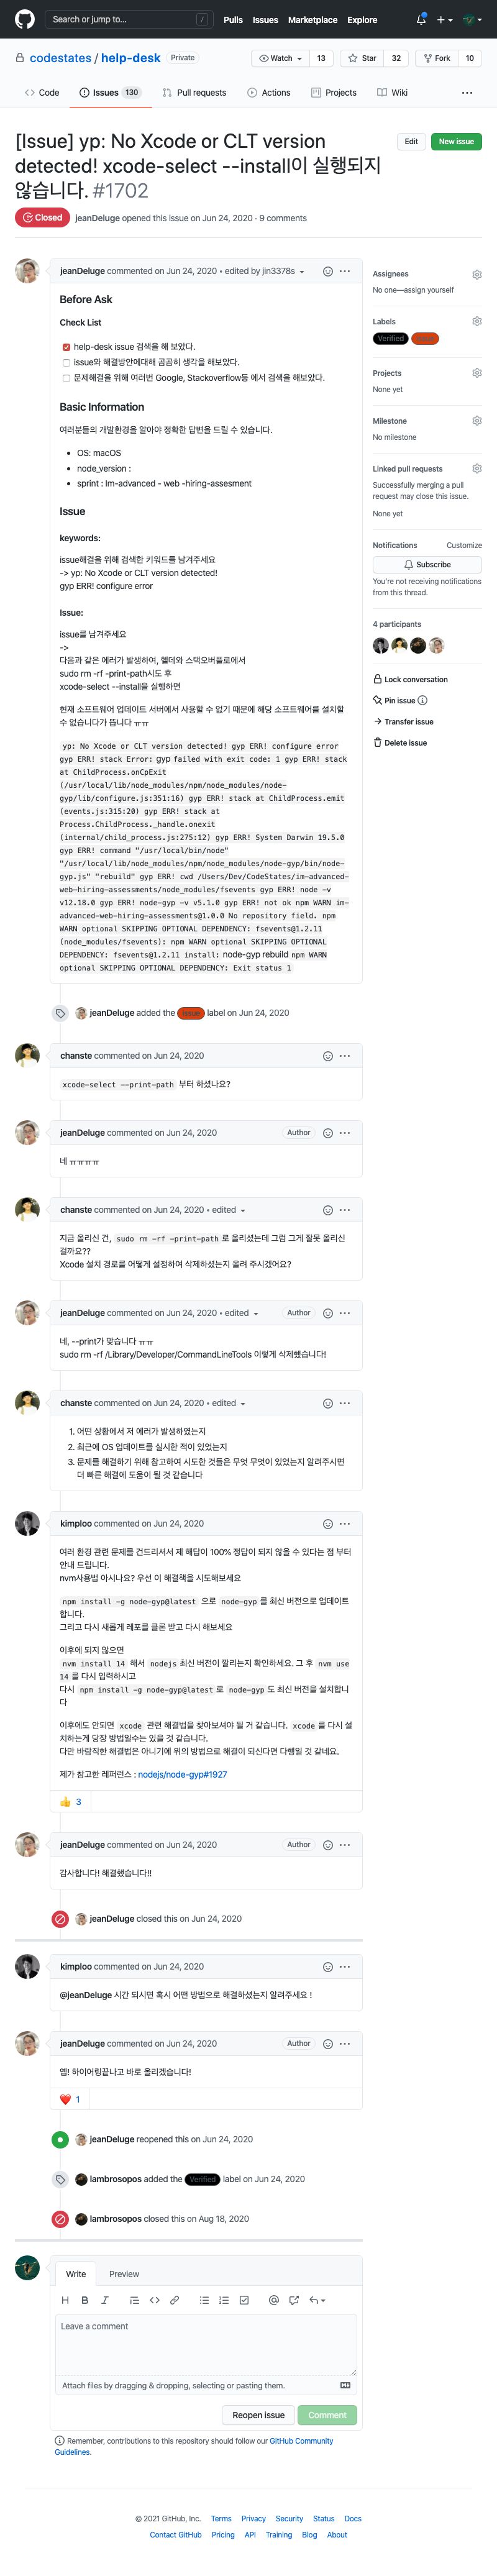 Search or jump to...
/
Pulls Issues Marketplace Explore
codestates / help-desk Private
Watch 13
Star 32
Fork 10
Code
Issues 130
Pull requests
Actions
Projects
Wiki
[Issue] yp: No Xcode or CLT version
detected! xcode-select --install이 실행되지
않습니다. #1702
Edit
New issue
Closed
jeanDeluge opened this issue on Jun 24, 2020 · 9 comments
jeanDeluge commented on Jun 24, 2020 • edited by jin3378s
Before Ask
Check List
help-desk issue 검색을 해 보았다.
issue와 해결방안에대해 곰곰히 생각을 해보았다.
문제해결을 위해 여러번 Google, Stackoverflow등 에서 검색을 해보았다.
Basic Information
여러분들의 개발환경을 알아야 정확한 답변을 드릴 수 있습니다.
OS: macOS
node_version :
sprint : Im-advanced - web -hiring-assesment
Issue
keywords:
issue해결을 위해 검색한 키워드를 남겨주세요
-> yp: No Xcode or CLT version detected!
gyp ERR! configure error
Issue:
issue를 남겨주세요
->
다음과 같은 에러가 발생하여, 헬데와 스택오버플로에서
sudo rm -rf -print-path시도 후
xcode-select --install을 실행하면
현재 소프트웨어 업데이트 서버에서 사용할 수 없기 때문에 해당 소프트웨어를 설치할
수 없습니다가 뜹니다 ㅠㅠ
yp: No Xcode or CLT version detected! gyp ERR! configure error
gyp ERR! stack Error: gyp failed with exit code: 1 gyp ERR! stack
at ChildProcess.onCpExit
(/usr/local/lib/node_modules/npm/node_modules/node-
gyp/lib/configure.js:351:16) gyp ERR! stack at ChildProcess.emit
(events.js:315:20) gyp ERR! stack at
Process.ChildProcess._handle.onexit
(internal/child_process.js:275:12) gyp ERR! System Darwin 19.5.0
gyp ERR! command "/usr/local/bin/node"
"/usr/local/lib/node_modules/npm/node_modules/node-gyp/bin/node-
gyp.js" "rebuild" gyp ERR! cwd /Users/Dev/CodeStates/im-advanced-
web-hiring-assessments/node_modules/fsevents gyp ERR! node -v
v12.18.0 gyp ERR! node-gyp -v v5.1.0 gyp ERR! not ok npm WARN im-
advanced-web-hiring-assessments@1.0.0 No repository field. npm
WARN optional SKIPPING OPTIONAL DEPENDENCY: fsevents@1.2.11
(node_modules/fsevents): npm WARN optional SKIPPING OPTIONAL
DEPENDENCY: fsevents@1.2.11 install: node-gyp rebuild npm WARN
optional SKIPPING OPTIONAL DEPENDENCY: Exit status 1
Assignees
No one—assign yourself
Labels
Verified Issue
Projects
None yet
Milestone
No milestone
Linked pull requests
Successfully merging a pull
request may close this issue.
None yet
Notifications Customize
Subscribe
You're not receiving notifications
from this thread.
4 participants
Lock conversation
Pin issue
Transfer issue
Delete issue
jeanDeluge added the Issue label on Jun 24, 2020
chanste commented on Jun 24, 2020
xcode-select --print-path 부터 하셨나요?
jeanDeluge commented on Jun 24, 2020 Author
네 ㅠㅠㅠㅠ
chanste commented on Jun 24, 2020 • edited
지금 올리신 건, sudo rm -rf -print-path 로 올리셨는데 그럼 그게 잘못 올리신
걸까요??
Xcode 설치 경로를 어떻게 설정하여 삭제하셨는지 올려 주시겠어요?
jeanDeluge commented on Jun 24, 2020 • edited Author
네, --print가 맞습니다 ㅠㅠ
sudo rm -rf /Library/Developer/CommandLineTools 이렇게 삭제했습니다!
chanste commented on Jun 24, 2020 • edited
1. 어떤 상황에서 저 에러가 발생하였는지
2. 최근에 OS 업데이트를 실시한 적이 있었는지
3. 문제를 해결하기 위해 참고하여 시도한 것들은 무엇 무엇이 있었는지 알려주시면
더 빠른 해결에 도움이 될 것 같습니다
kimploo commented on Jun 24, 2020
여러 환경 관련 문제를 건드리셔서 제 해답이 100% 정답이 되지 않을 수 있다는 점 부터
안내 드립니다.
nvm사용법 아시나요? 우선 이 해결책을 시도해보세요
npm install -g node-gyp@latest 으로 node-gyp 를 최신 버전으로 업데이트
합니다.
그리고 다시 새롭게 레포를 클론 받고 다시 해보세요
이후에 되지 않으면
nvm install 14 해서 nodejs 최신 버전이 깔리는지 확인하세요. 그 후 nvm use
14 를 다시 입력하시고
다시 npm install -g node-gyp@latest 로 node-gyp 도 최신 버전을 설치합니
다
이후에도 안되면 xcode 관련 해결법을 찾아보셔야 될 거 같습니다. xcode 를 다시 설
치하는게 당장 방법일수는 있을 것 같습니다.
다만 바람직한 해결법은 아니기에 위의 방법으로 해결이 되신다면 다행일 것 같네요.
제가 참고한 레퍼런스 : nodejs/node-gyp#1927
👍 3
jeanDeluge commented on Jun 24, 2020 Author
감사합니다! 해결했습니다!!
jeanDeluge closed this on Jun 24, 2020
kimploo commented on Jun 24, 2020
@jeanDeluge 시간 되시면 혹시 어떤 방법으로 해결하셨는지 알려주세요 !
jeanDeluge commented on Jun 24, 2020 Author
옙! 하이어링끝나고 바로 올리겠습니다!
❤️ 1
jeanDeluge reopened this on Jun 24, 2020
lambrosopos added the Verified label on Jun 24, 2020
lambrosopos closed this on Aug 18, 2020
Write Preview
Leave a comment
Attach files by dragging & dropping, selecting or pasting them.
Reopen issue
Comment
Remember, contributions to this repository should follow our GitHub Community
Guidelines.
© 2021 GitHub, Inc. Terms Privacy Security Status Docs
Contact GitHub Pricing API Training Blog About